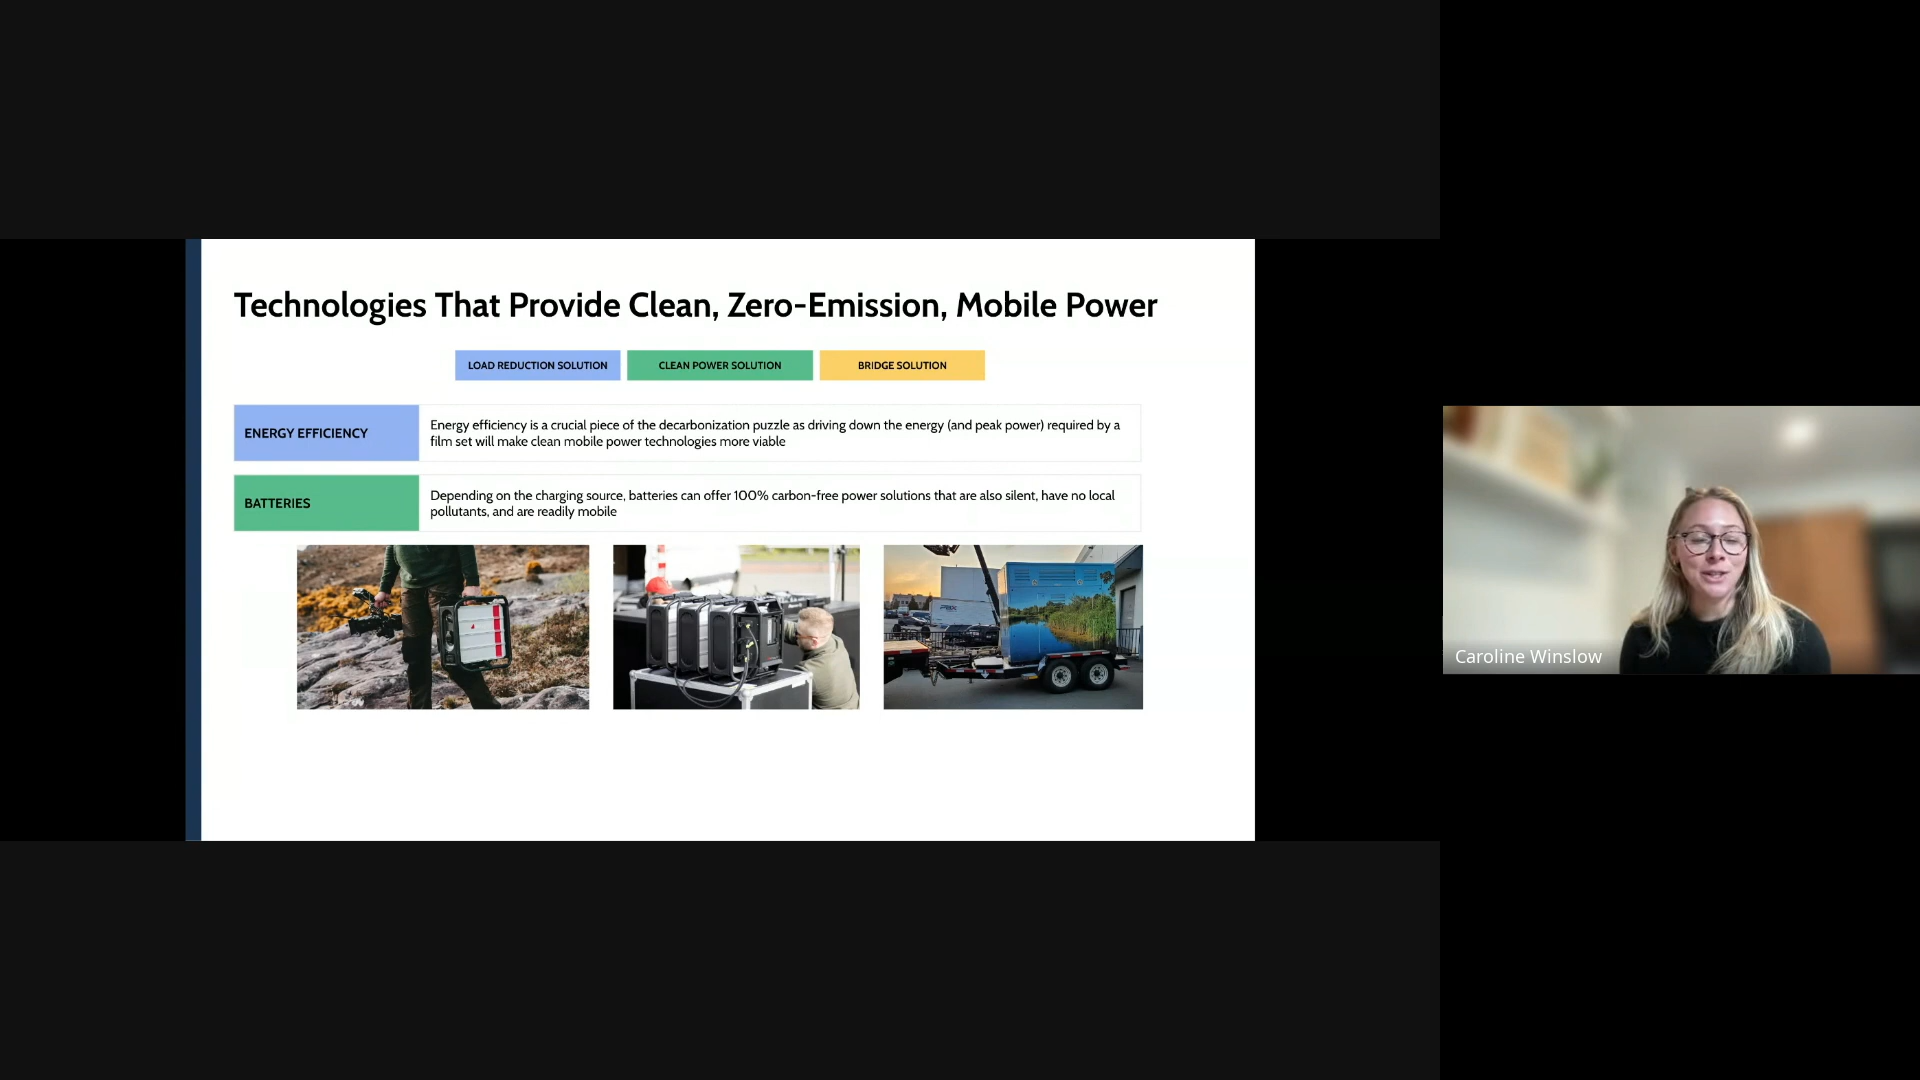 Technologies That Provide Clean, Zero-Emission, Mobile Power
LOAD REDUCTION SOLUTION
CLEAN POWER SOLUTION
BRIDGE SOLUTION
ENERGY EFFICIENCY
Energy efficiency is a crucial piece of the decarbonization puzzle as driving down the energy (and peak power) required by a
film set will make clean mobile power technologies more viable
BATTERIES
Depending on the charging source, batteries can offer 100% carbon-free power solutions that are also silent, have no local
pollutants, and are readily mobile
Caroline Winslow